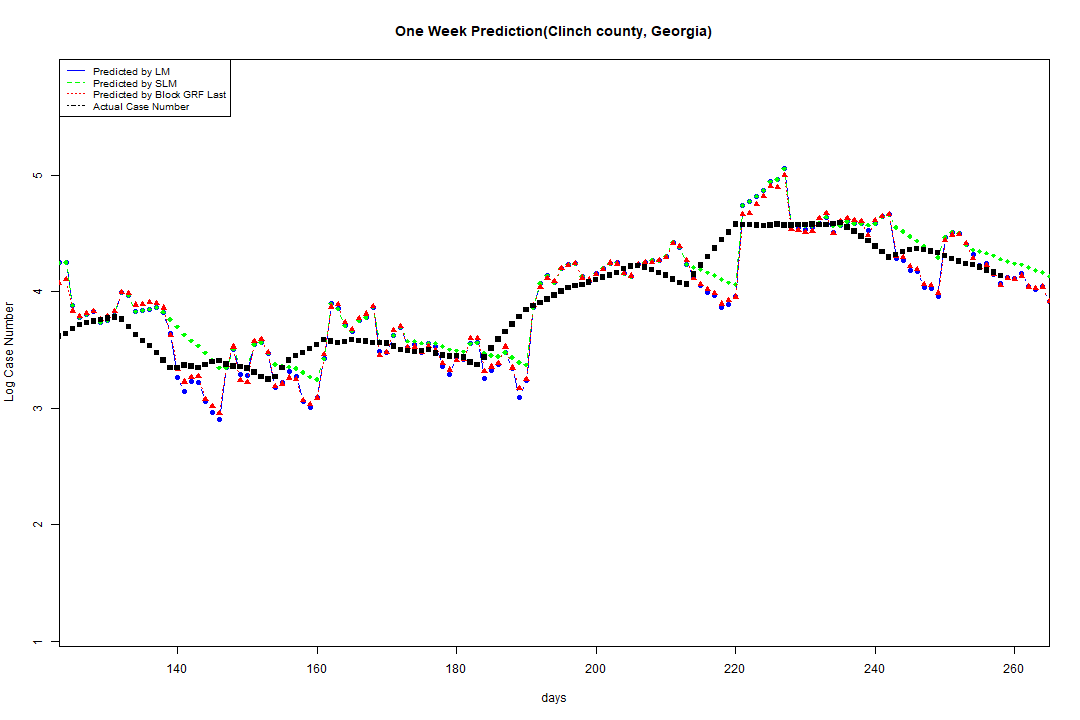 One Week Prediction(Clinch county, Georgia)
Predicted by LM
Predicted by SLM
Predicted by Block GRF Last
Actual Case Number
Log Case Number
5
4
3
2
1
140 160 180 200 220 240 260
days